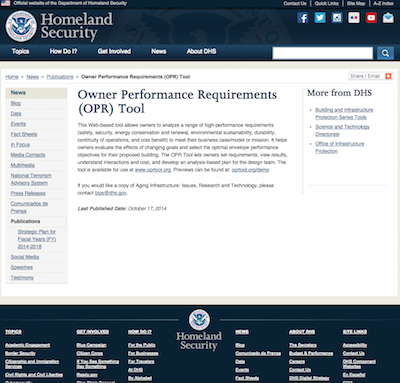 Official website of the Department of Homeland Security
Contact Us
Quick Links
Site Map
A-Z Index
Homeland
Security
Topics
How Do I?
Get Involved
News
About DHS
Home » News » Publications » Owner Performance Requirements (OPR) Tool
Share / Email
News
Blog
Data
Events
Fact Sheets
In Focus
Media Contacts
Multimedia
National Terrorism
Advisory System
Press Releases
Comunicados de
Prensa
Publications
Strategic Plan for
Fiscal Years (FY)
2014-2018
Social Media
Speeches
Testimony
Owner Performance Requirements
(OPR) Tool
This Web-based tool allows owners to analyze a range of high-performance requirements
(safety, security, energy conservation and renewal, environmental sustainability, durability,
continuity of operations, and cost benefit) to meet their business case/whode or mission. It helps
owners evaluate the effects of changing goals and select the optimum performance
objectives for their proposed building. The OPR Tool lets owners set requirements, view results,
understand interactions and cost, and develop an analysis-based plan for the design team. The
tool is available for use at www.oprtool.org. Previews can be found at: oprtool.org/demo
If you would like a copy of Aging Infrastructure: Issues, Research and Technology, please
contact bips@dhs.gov.
Last Published Date: October 17, 2014
More from DHS
Building and Infrastructure
Protection Series Tools
Science and Technology
Directorate
Office of Infrastructure
Protection
Homeland
Security
TOPICS
Academic Engagement
Border Security
Citizenship and Immigration
Services
Civil Rights and Civil Liberties
GET INVOLVED
Blue Campaign
Citizen Corps
If You See Something
Say Something
Ready.gov
HOW DO I?
For the Public
For Businesses
For Travelers
At DHS
By Alphabet
NEWS
Blog
Comunicados de Prensa
Data
Events
Fact Sheets
ABOUT DHS
The Secretary
Budget & Performance
Careers
Contact Us
DHS Digital Strategy
SITE LINKS
Accessibility
Contact Us
DHS Component
Websites
En Español